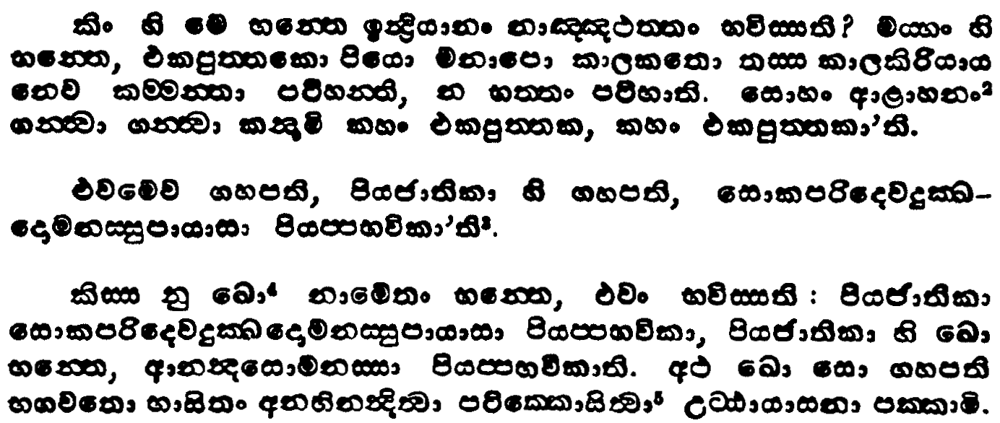 කිං හි මෙ භන්තෙ ඉන්ද්‍රියානං නාඤ්ඤථත්තං භවිස්සති? මය්හං හි
භන්තෙ, එකපුත්තකො පියො මනාපො කාලකතො තස්ස කාලකිරියාය
නෙව කම්මන්තා පටිභන්ති, න භත්තං පටිභාති. සොහං ආළාහනං²
ගන්ත්‍වා ගන්ත්‍වා කන්‍දාමි කහං එකපුත්තක, කහං එකපුත්තකා’ති.
එවමෙව ගහපති, පියජාතිකා හි ගහපති, සොකපරිදෙවදුක්ඛ-
දොමනස්සුපායාසා පියප්පභවිකා’ති³.
කිස්ස නු ඛො⁴ නාමෙතං භන්තෙ, එවං භවිස්සති : පියජාතිකා
සොකපරිදෙවදුක්ඛදොමනස්සුපායාසා පියප්පභවිකා, පියජාතිකා හි ඛො
භන්තෙ, ආනන්‍දසොමනස්සා පියප්පභවිකාති. අථ ඛො සො ගහපති
භගවතො භාසිතං අනභිනන්‍දිත්‍වා පටික්කොසිත්‍වා⁵ උට්ඨායාසනා පක්කාමි.